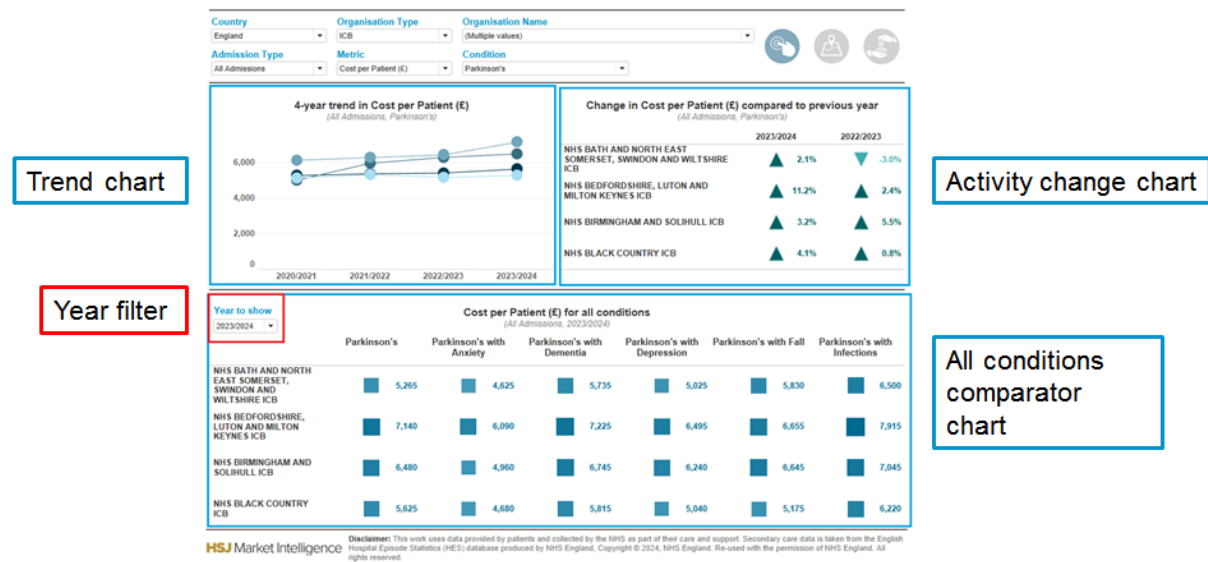 Country
Organisation Type
Organisation Name
England
ICB
(Multiple values)
Admission Type
Metric
Condition
All Admissions
Cost per Patient (£)
Parkinson's
Trend chart
4-year trend in Cost per Patient (£)
(All Admissions, Parkinson's)
6,000
4,000
2,000
0
2020/2021
2021/2022
2022/2023
2023/2024
Change in Cost per Patient (£) compared to previous year
(All Admissions, Parkinson's)
2023/2024
2022/2023
NHS BATH AND NORTH EAST
SOMERSET, SWINDON AND WILTSHIRE
ICB
2.1%
-3.0%
NHS BEDFORDSHIRE, LUTON AND
MILTON KEYNES ICB
11.2%
2.4%
NHS BIRMINGHAM AND SOLIHULL ICB
3.2%
5.5%
NHS BLACK COUNTRY ICB
4.1%
0.8%
Activity change chart
Year filter
Year to show
2023/2024
Cost per Patient (£) for all conditions
(All Admissions, 2023/2024)
Parkinson's
Parkinson's with
Anxiety
Parkinson's with
Dementia
Parkinson's with
Depression
Parkinson's with Fall
Parkinson's with
Infections
NHS BATH AND NORTH
EAST SOMERSET,
SWINDON AND
WILTSHIRE ICB
5,265
4,625
5,735
5,025
5,830
6,500
NHS BEDFORDSHIRE,
LUTON AND MILTON
KEYNES ICB
7,140
6,090
7,225
6,495
6,655
7,915
NHS BIRMINGHAM AND
SOLIHULL ICB
6,480
4,960
6,745
6,240
6,645
7,045
NHS BLACK COUNTRY
ICB
5,625
4,680
5,815
5,040
5,175
6,220
All conditions
comparator
chart
HSJ Market Intelligence
Disclaimer: This work uses data provided by patients and collected by the NHS as part of their care and support. Secondary care data is taken from the English
Hospital Episode Statistics (HES) database produced by NHS England, Copyright © 2024, NHS England. Re-used with the permission of NHS England. All
rights reserved.